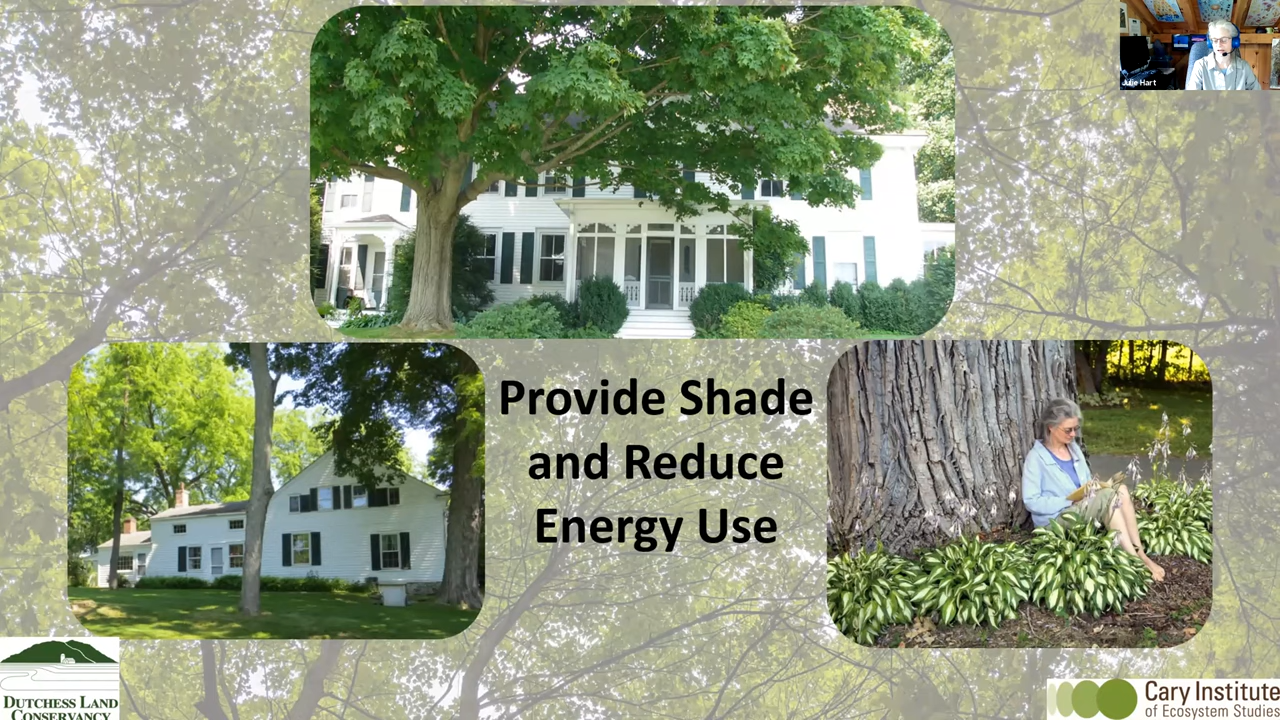 Julie Hart
Provide Shade
and Reduce
Energy Use
DUTCHESS LAND
CONSERVANCY
Cary Institute
of Ecosystem Studies